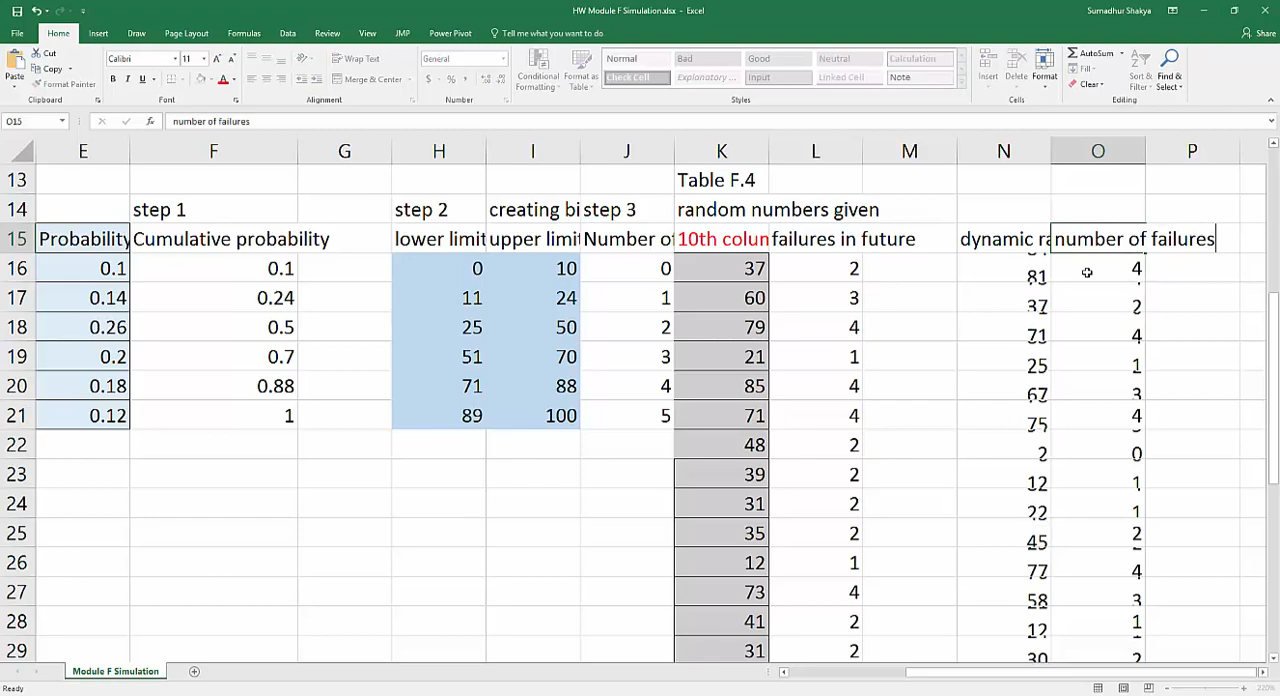 HW Module F Simulation.xlsx - Excel
Sumadhur Shakya
File Home Insert Draw Page Layout Formulas Data Review View JMP Power Pivot Tell me what you want to do Share
Paste Cut Copy Format Painter Clipboard
Calibri 11 B I U Font
Wrap Text Merge & Center Alignment
General $ % Number
Conditional Formatting Format as Table
Normal Bad Good Neutral Calculation
Check Cell Explanatory ... Input Linked Cell Note
Styles
Insert Delete Format Cells
AutoSum Fill Clear Sort & Filter Find & Select Editing
O15 fx number of failures
E F G H I J K L M N O P
13 Table F.4
14 step 1 step 2 creating bi step 3 random numbers given
15 Probability Cumulative probability lower limit upper limit Number of 10th colun failures in future dynamic ra number of failures
16 0.1 0.1 0 10 0 37 2 81 4
17 0.14 0.24 11 24 1 60 3 37 2
18 0.26 0.5 25 50 2 79 4 71 4
19 0.2 0.7 51 70 3 21 1 25 1
20 0.18 0.88 71 88 4 85 4 67 3
21 0.12 1 89 100 5 71 4 75 4
22 48 2 2 0
23 39 2 12 1
24 31 2 22 1
25 35 2 45 2
26 12 1 77 4
27 73 4 58 3
28 41 2 12 1
29 31 2 30 2
Module F Simulation
Ready 220%